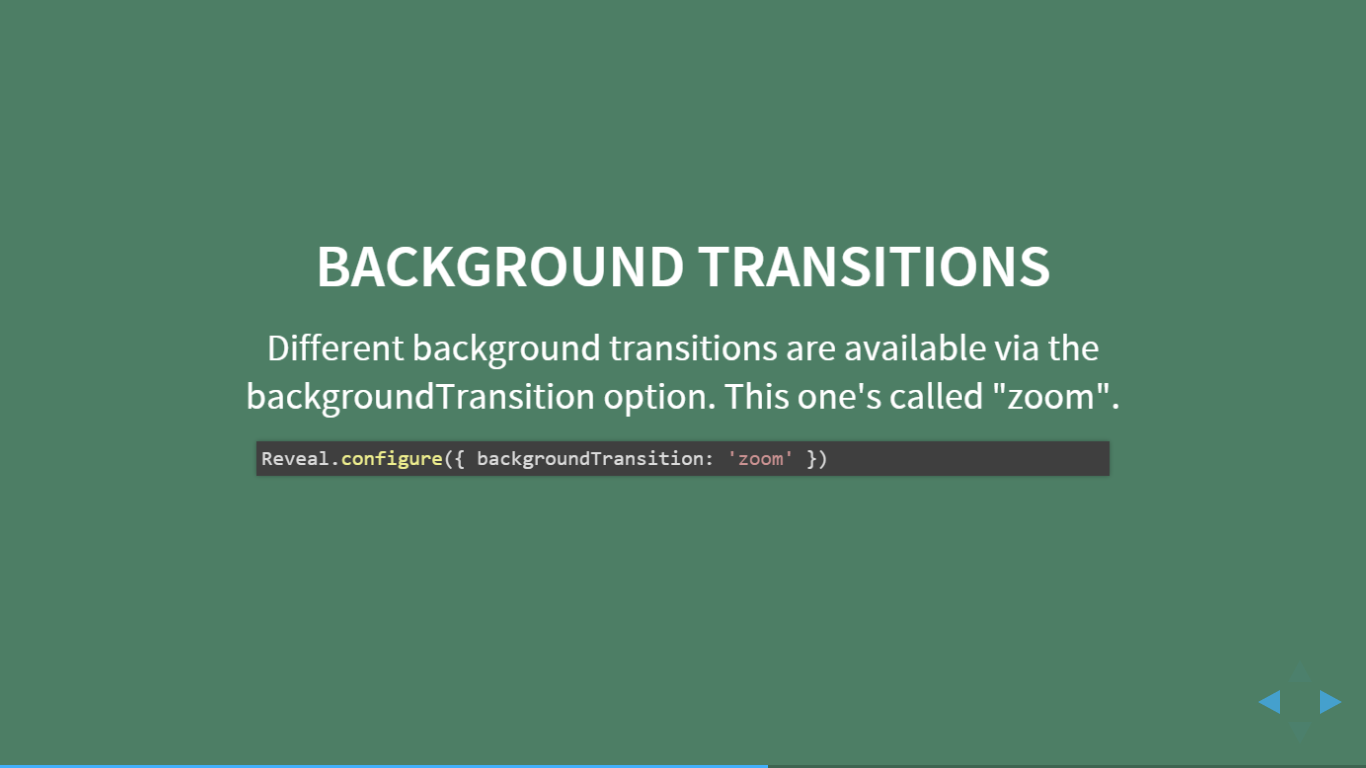 BACKGROUND TRANSITIONS
Different background transitions are available via the
backgroundTransition option. This one's called "zoom".
Reveal.configure({ backgroundTransition: 'zoom' })